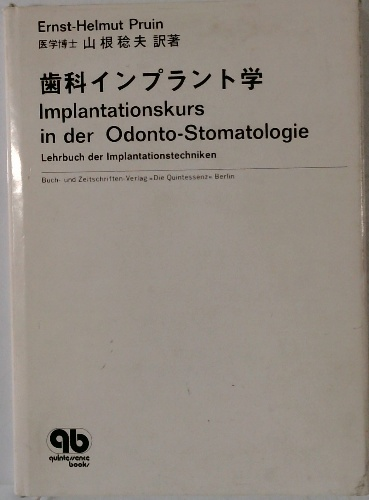 Ernst-Helmut Pruin
医学博士 山根稔夫 訳著
歯科インプラント学
Implantationskurs
in der Odonto-Stomatologie
Lehrbuch der Implantationstechniken
Buch- und Zeitschriften-Verlag »Die Quintessenz« Berlin
qb
quintessence
books